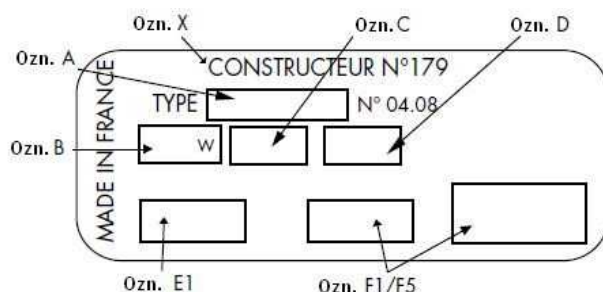 Ozn. X
Ozn. C
Ozn. D
Ozn. A
CONSTRUCTEUR N°179
TYPE
N° 04.08
Ozn. B
W
MADE IN FRANCE
Ozn. E1
Ozn. F1/F5